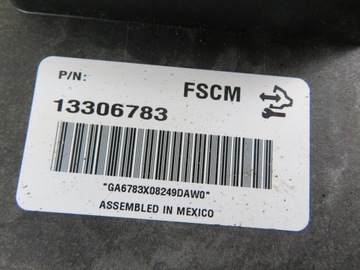 P/N:
FSCM
13306783
"GA6783X08249DAW0"
ASSEMBLED IN MEXICO